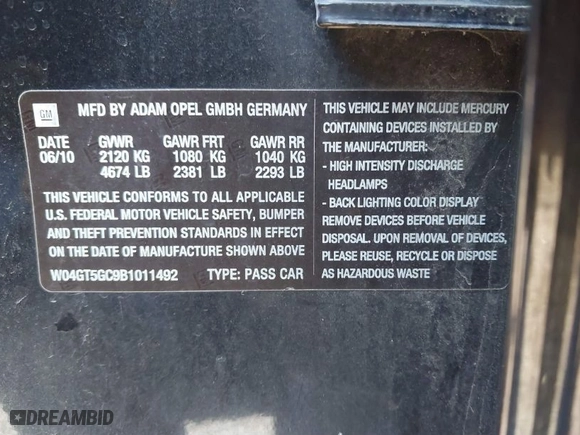 GM
MFD BY ADAM OPEL GMBH GERMANY
DATE GVWR GAWR FRT GAWR RR
06/10 2120 KG 1080 KG 1040 KG
4674 LB 2381 LB 2293 LB
THIS VEHICLE CONFORMS TO ALL APPLICABLE
U.S. FEDERAL MOTOR VEHICLE SAFETY, BUMPER
AND THEFT PREVENTION STANDARDS IN EFFECT
ON THE DATE OF MANUFACTURE SHOWN ABOVE
W04GT5GC9B1011492 TYPE: PASS CAR
THIS VEHICLE MAY INCLUDE MERCURY
CONTAINING DEVICES INSTALLED BY
THE MANUFACTURER:
- HIGH INTENSITY DISCHARGE
HEADLAMPS
- BACK LIGHTING COLOR DISPLAY
REMOVE DEVICES BEFORE VEHICLE
DISPOSAL. UPON REMOVAL OF DEVICES,
PLEASE REUSE, RECYCLE OR DISPOSE
AS HAZARDOUS WASTE
DREAMBID